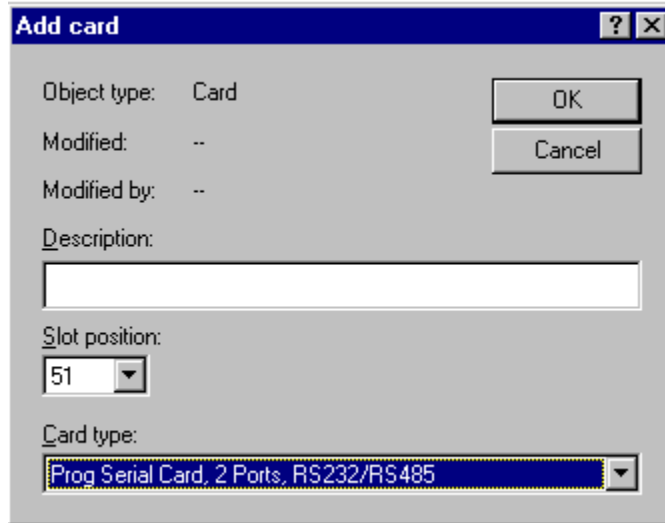 Add card
Object type: Card
OK
Modified: --
Cancel
Modified by: --
Description:
Slot position:
51
Card type:
Prog Serial Card, 2 Ports, RS232/RS485